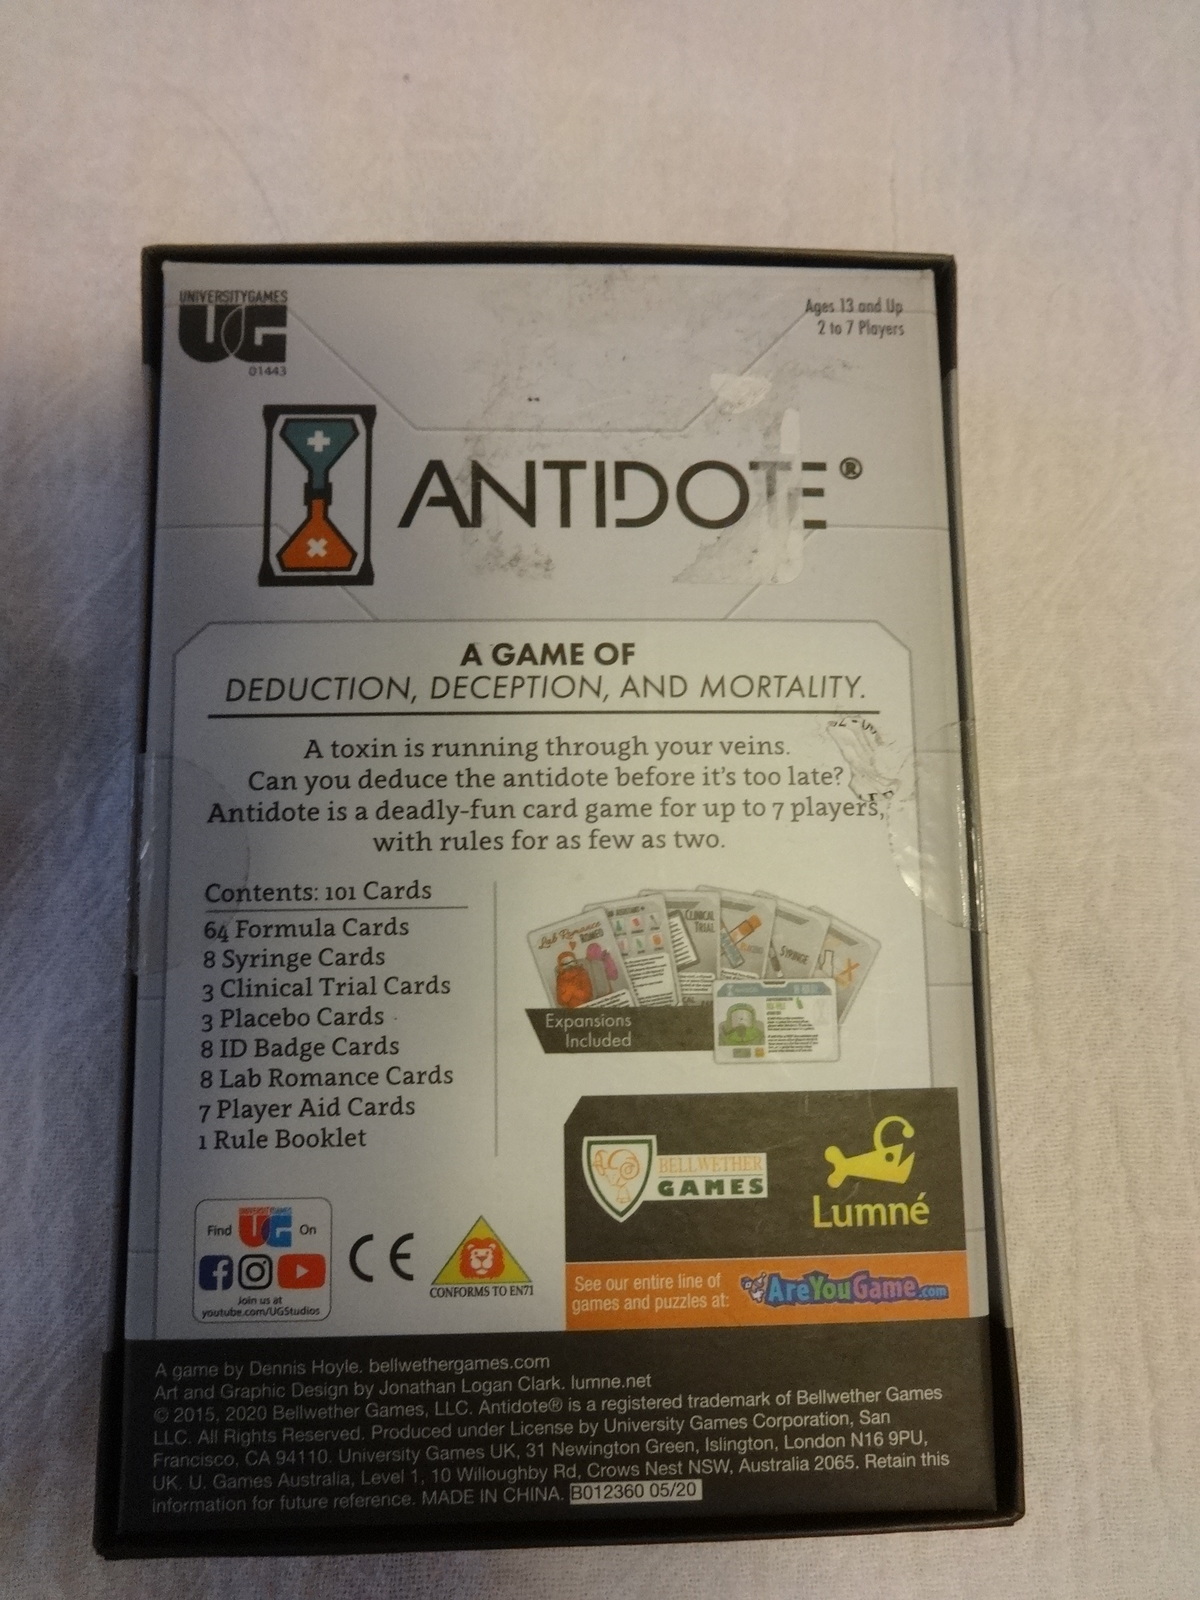 UNIVERSITYGAMES
UG
01443
Ages 13 and Up
2 to 7 Players
ANTIDOTE®
A GAME OF
DEDUCTION, DECEPTION, AND MORTALITY.
A toxin is running through your veins.
Can you deduce the antidote before it's too late?
Antidote is a deadly-fun card game for up to 7 players,
with rules for as few as two.
Contents: 101 Cards
64 Formula Cards
8 Syringe Cards
3 Clinical Trial Cards
3 Placebo Cards
8 ID Badge Cards
8 Lab Romance Cards
7 Player Aid Cards
1 Rule Booklet
Lab Romance
ROMEO
CLINICAL
TRIAL
SYRINGE
Expansions
Included
BELLWETHER
GAMES
Lumné
Find UG On
Join us at
youtube.com/UGStudios
CE
CONFORMS TO EN71
See our entire line of
games and puzzles at:
AreYouGame.com
A game by Dennis Hoyle. bellwethergames.com
Art and Graphic Design by Jonathan Logan Clark. lumne.net
© 2015, 2020 Bellwether Games, LLC. Antidote® is a registered trademark of Bellwether Games
LLC. All Rights Reserved. Produced under License by University Games Corporation, San
Francisco, CA 94110. University Games UK, 31 Newington Green, Islington, London N16 9PU,
UK. U. Games Australia, Level 1, 10 Willoughby Rd, Crows Nest NSW, Australia 2065. Retain this
information for future reference. MADE IN CHINA. B012360 05/20